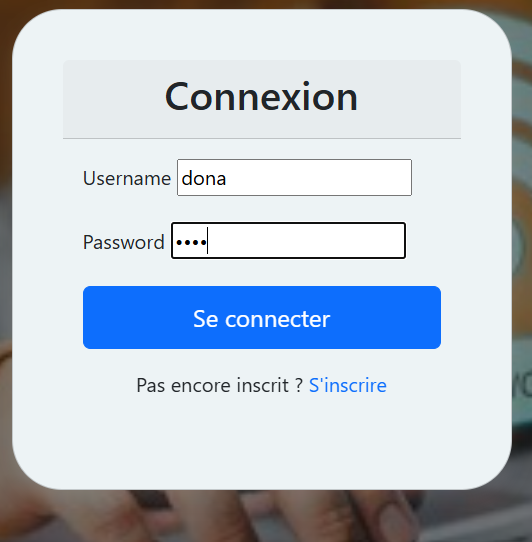 Connexion
Username dona
Password ••••
Se connecter
Pas encore inscrit ? S'inscrire